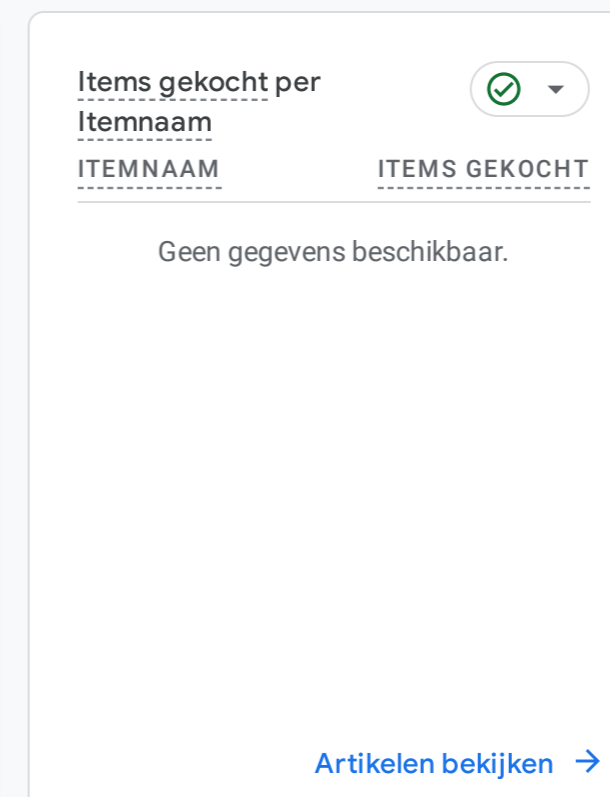 Items gekocht per
Itemnaam
ITEMNAAM ITEMS GEKOCHT
Geen gegevens beschikbaar.
Artikelen bekijken